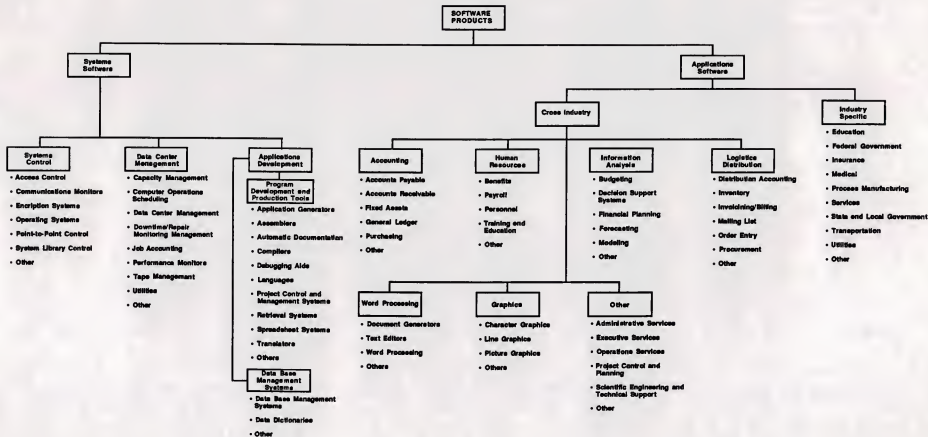 SOFTWARE
PRODUCTS
Systems
Software
Applications
Software
Cross Industry
Industry
Specific
• Education
• Federal Government
• Insurance
• Medical
• Process Manufacturing
• Services
• State end Local Government
• Transportation
• Utilities
• Other
Systems
Control
• Access Control
• Communications Monitors
• Encription Systems
• Operating Systems
• Point-to-Point Control
• System Library Control
• Other
Data Center
Management
• Capacity Management
• Computer Operations
Scheduling
• Data Center Management
• Downtime/Repair
Monitoring Management
• Job Accounting
• Performance Monitors
• Tape Managemant
• Utilities
• Other
Applications
Development
Program
Development and
Production Tools
• Application Generators
• Assemblers
• Automatic Documentation
• Compilers
• Debugging Aids
• Languages
• Project Control and
Management Systems
• Retrieval Systems
• Spreadsheet Systems
• Translators
• Others
Data Base
Management
Systems
• Data Base Management
Systems
• Data Dictionaries
• Other
Accounting
• Accounts Payable
• Accounts Receivable
• Fixed Assets
• General Ledger
• Purchasing
• Other
Human
Resources
• Benefits
• Payroll
• Personnel
• Training end
Education
• Other
Information
Analysis
• Budgeting
• Decision Support
Systems
• Financial Planning
• Forecasting
• Modeling
• Other
Logistics
Distribution
• Distribution Accounting
• Inventory
• Invoicining/Billing
• Mailing List
• Order Entry
• Procurement
• Other
Word Processing
• Document Generators
• Text Editors
• Word Processing
• Others
Graphics
• Character Graphics
• Line Graphics
• Picture Graphics
• Others
Other
• Administrative Services
• Executive Services
• Operations Services
• Project Control and
Planning
• Scientific Engineering and
Technical Support
• Other